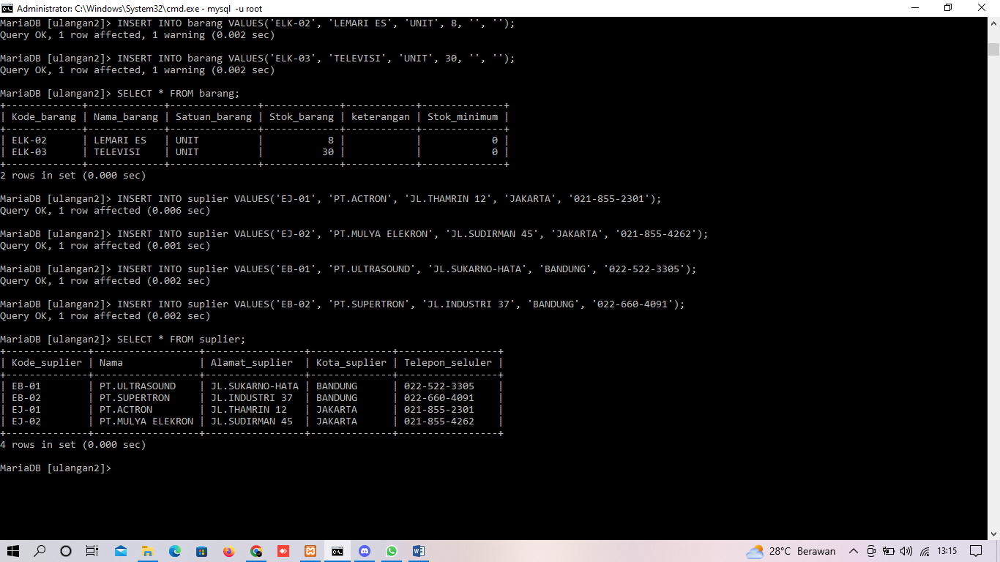 Administrator: C:\Windows\System32\cmd.exe - mysql  -u root
MariaDB [ulangan2]> INSERT INTO barang VALUES('ELK-02', 'LEMARI ES', 'UNIT', 8, '', '');
Query OK, 1 row affected, 1 warning (0.002 sec)
MariaDB [ulangan2]> INSERT INTO barang VALUES('ELK-03', 'TELEVISI', 'UNIT', 30, '', '');
Query OK, 1 row affected, 1 warning (0.002 sec)
MariaDB [ulangan2]> SELECT * FROM barang;
+-------------+-------------+---------------+-------------+------------+--------------+
| Kode_barang | Nama_barang | Satuan_barang | Stok_barang | keterangan | Stok_minimum |
+-------------+-------------+---------------+-------------+------------+--------------+
| ELK-02      | LEMARI ES   | UNIT          |           8 |            |            0 |
| ELK-03      | TELEVISI    | UNIT          |          30 |            |            0 |
+-------------+-------------+---------------+-------------+------------+--------------+
2 rows in set (0.000 sec)
MariaDB [ulangan2]> INSERT INTO suplier VALUES('EJ-01', 'PT.ACTRON', 'JL.THAMRIN 12', 'JAKARTA', '021-855-2301');
Query OK, 1 row affected (0.006 sec)
MariaDB [ulangan2]> INSERT INTO suplier VALUES('EJ-02', 'PT.MULYA ELEKRON', 'JL.SUDIRMAN 45', 'JAKARTA', '021-855-4262');
Query OK, 1 row affected (0.001 sec)
MariaDB [ulangan2]> INSERT INTO suplier VALUES('EB-01', 'PT.ULTRASOUND', 'JL.SUKARNO-HATA', 'BANDUNG', '022-522-3305');
Query OK, 1 row affected (0.002 sec)
MariaDB [ulangan2]> INSERT INTO suplier VALUES('EB-02', 'PT.SUPERTRON', 'JL.INDUSTRI 37', 'BANDUNG', '022-660-4091');
Query OK, 1 row affected (0.002 sec)
MariaDB [ulangan2]> SELECT * FROM suplier;
+--------------+------------------+-----------------+--------------+-----------------+
| Kode_suplier | Nama             | Alamat_suplier  | Kota_suplier | Telepon_seluler |
+--------------+------------------+-----------------+--------------+-----------------+
| EB-01        | PT.ULTRASOUND    | JL.SUKARNO-HATA | BANDUNG      | 022-522-3305    |
| EB-02        | PT.SUPERTRON     | JL.INDUSTRI 37  | BANDUNG      | 022-660-4091    |
| EJ-01        | PT.ACTRON        | JL.THAMRIN 12   | JAKARTA      | 021-855-2301    |
| EJ-02        | PT.MULYA ELEKRON | JL.SUDIRMAN 45  | JAKARTA      | 021-855-4262    |
+--------------+------------------+-----------------+--------------+-----------------+
4 rows in set (0.000 sec)
MariaDB [ulangan2]>
28°C Berawan 13:15